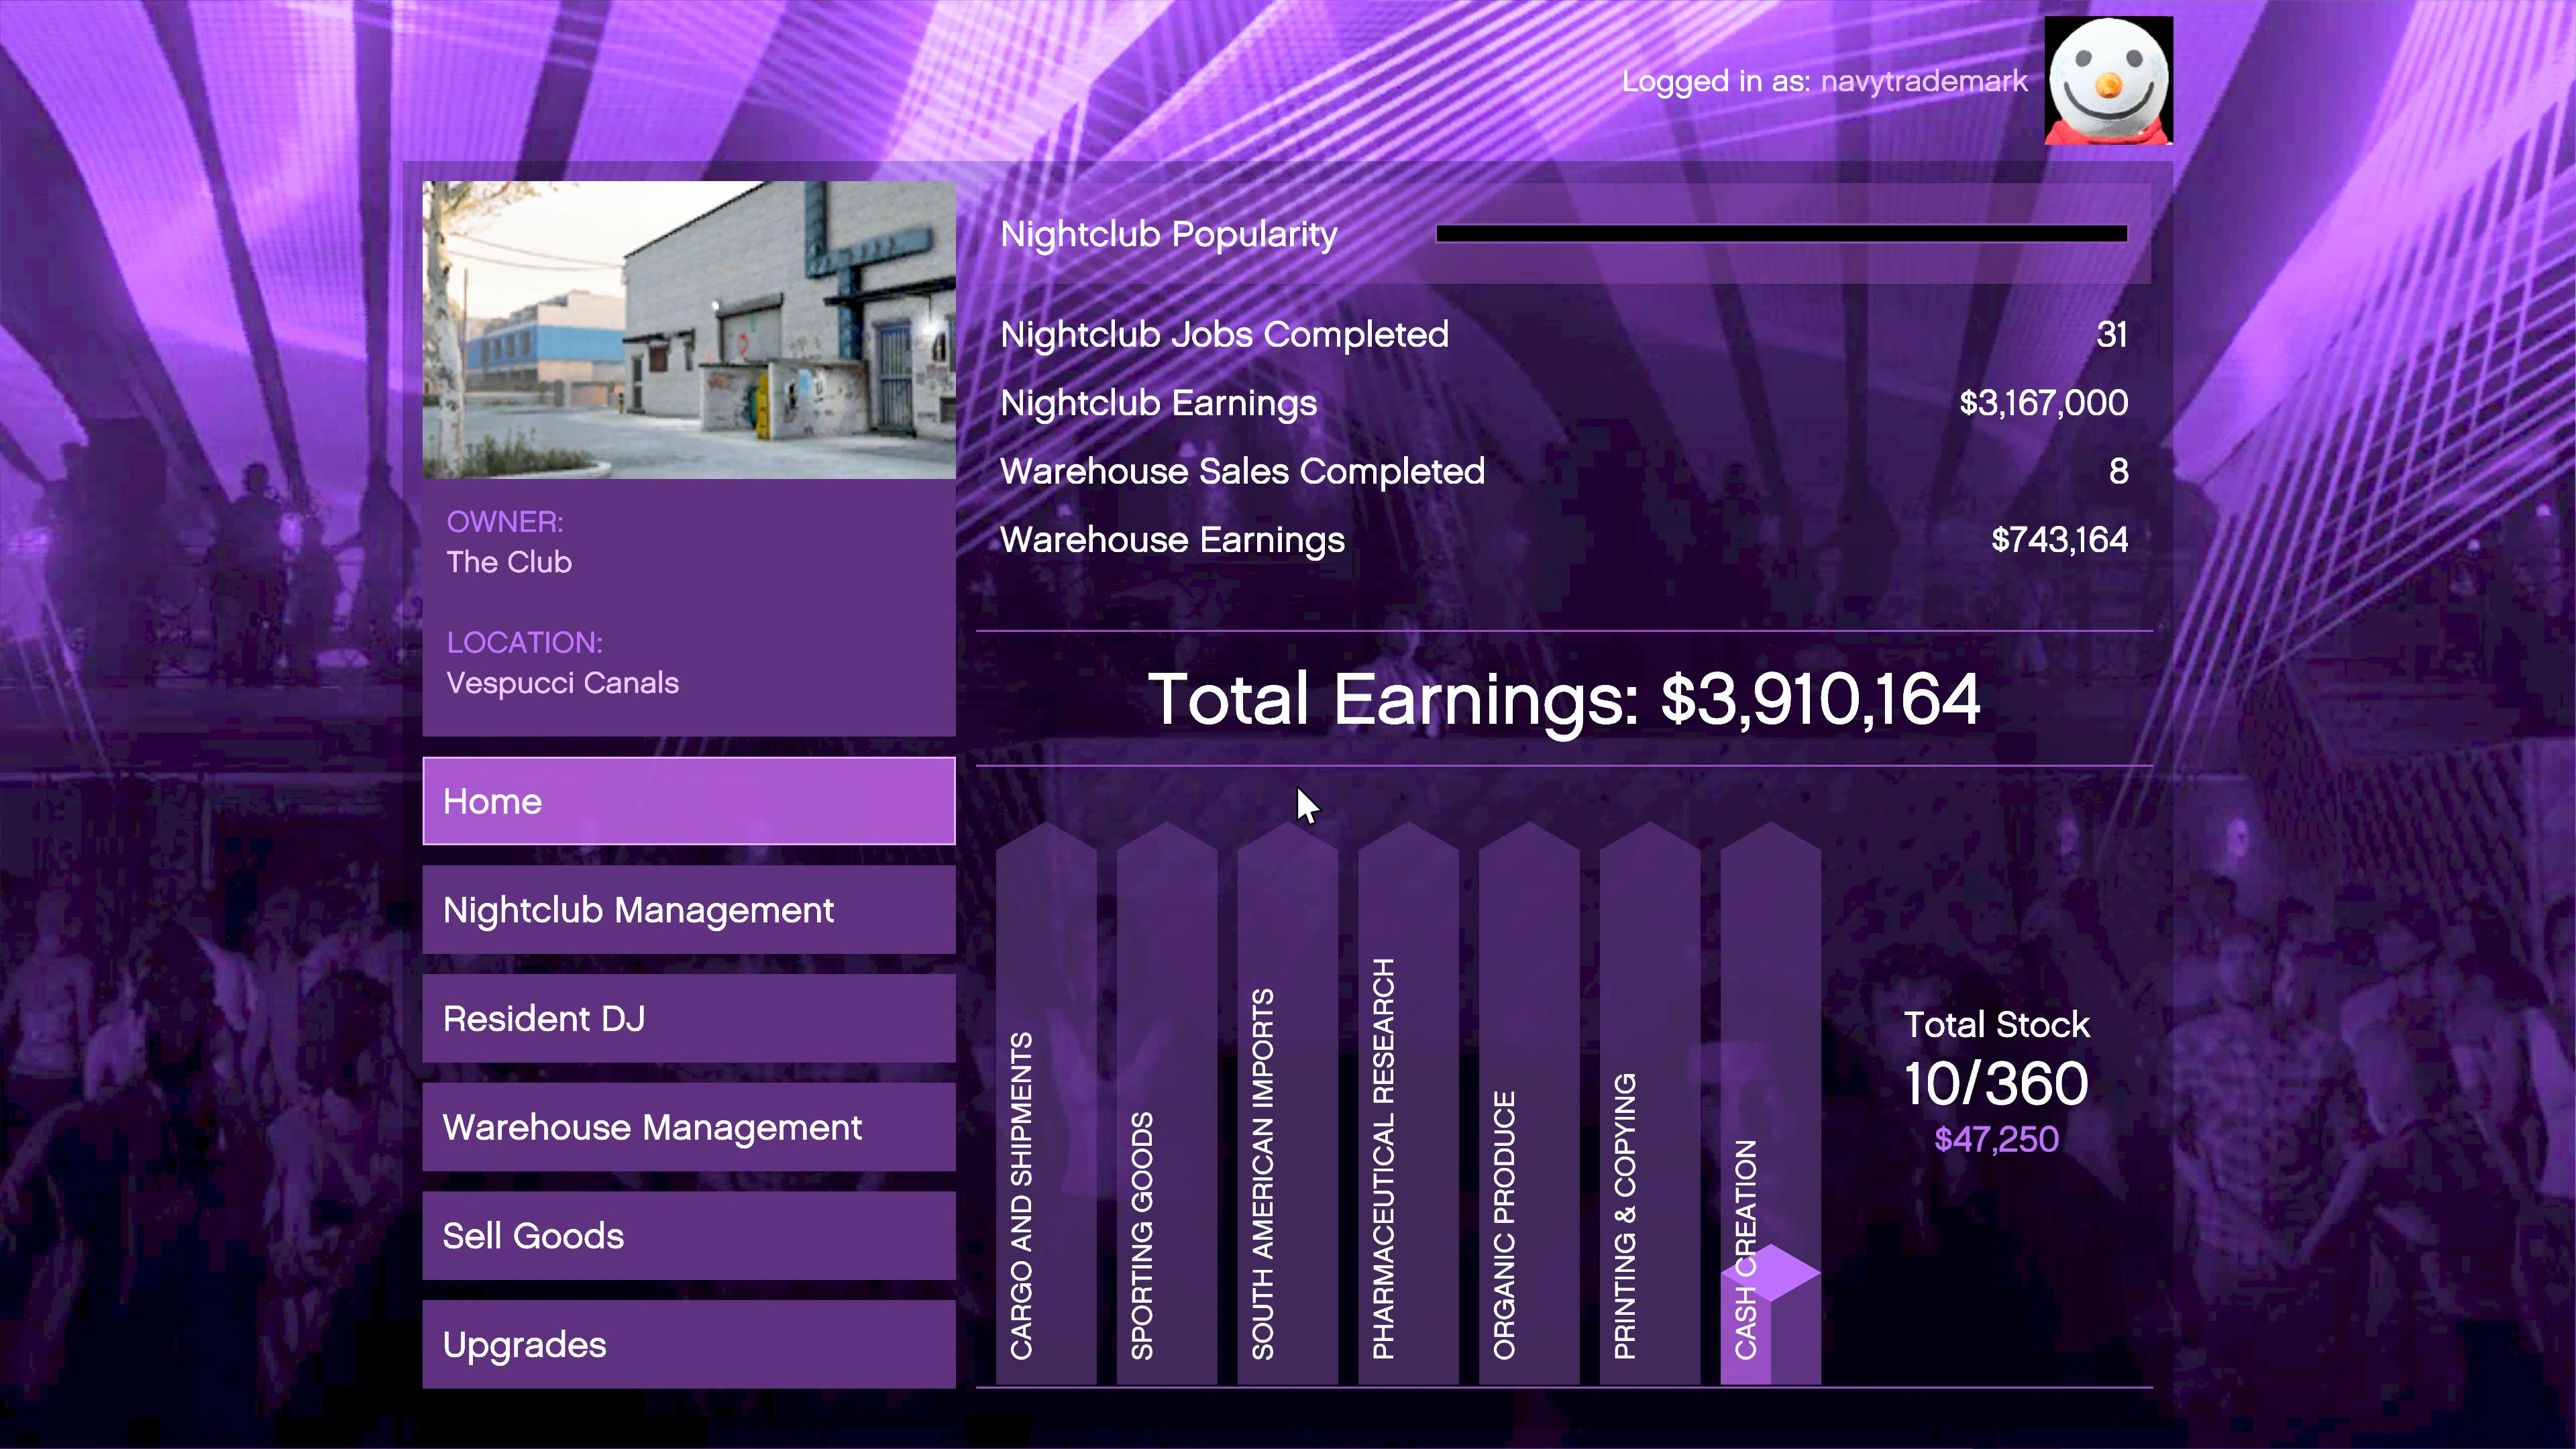 Logged in as: navytrademark
Nightclub Popularity
Nightclub Jobs Completed 31
Nightclub Earnings $3,167,000
Warehouse Sales Completed 8
Warehouse Earnings $743,164
Total Earnings: $3,910,164
OWNER:
The Club
LOCATION:
Vespucci Canals
Home
Nightclub Management
Resident DJ
Warehouse Management
Sell Goods
Upgrades
CARGO AND SHIPMENTS
SPORTING GOODS
SOUTH AMERICAN IMPORTS
PHARMACEUTICAL RESEARCH
ORGANIC PRODUCE
PRINTING & COPYING
CASH CREATION
Total Stock
10/360
$47,250